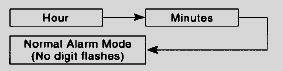 Hour
Minutes
Normal Alarm Mode
(No digit flashes)